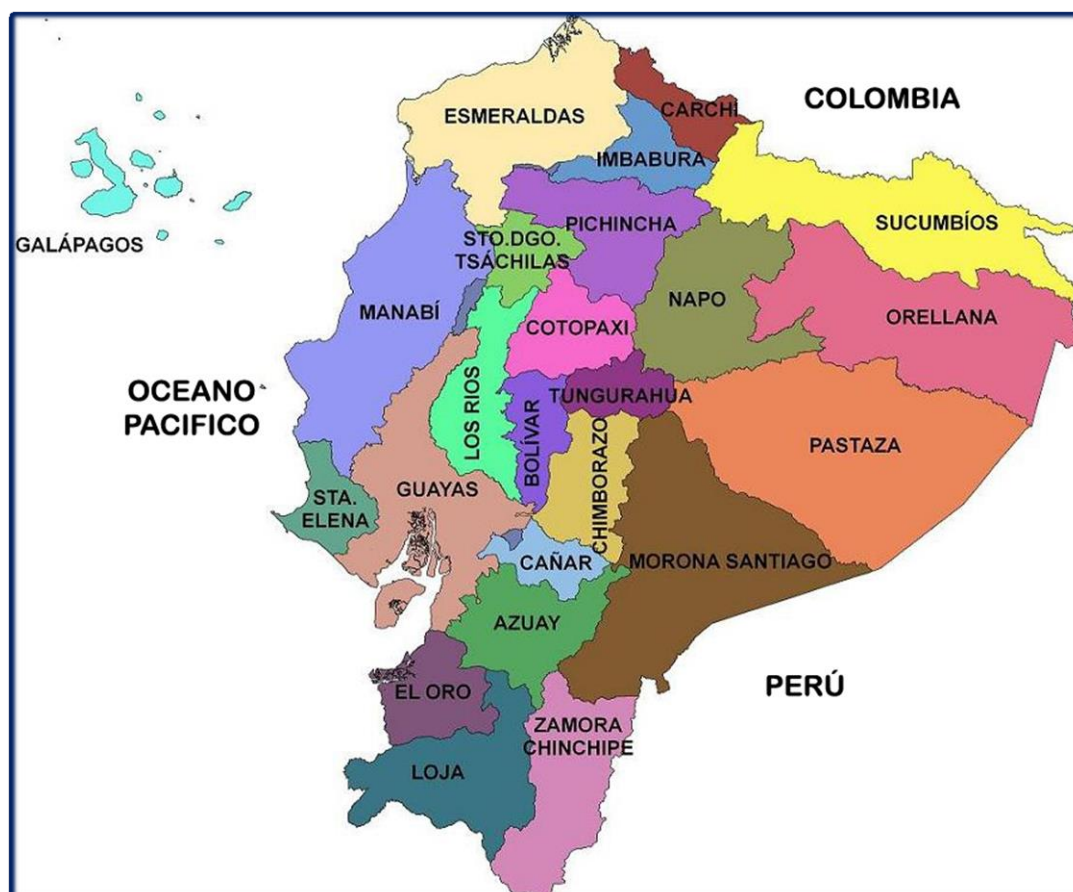 COLOMBIA
CARCHÍ
ESMERALDAS
IMBABURA
SUCUMBÍOS
PICHINCHA
GALÁPAGOS
STO.DGO.
TSÁCHILAS
NAPO
MANABÍ
ORELLANA
COTOPAXI
OCEANO
PACIFICO
TUNGURAHUA
LOS RIOS
BOLÍVAR
CHIMBORAZO
PASTAZA
GUAYAS
STA.
ELENA
CAÑAR
MORONA SANTIAGO
AZUAY
PERÚ
EL ORO
ZAMORA
CHINCHIPE
LOJA